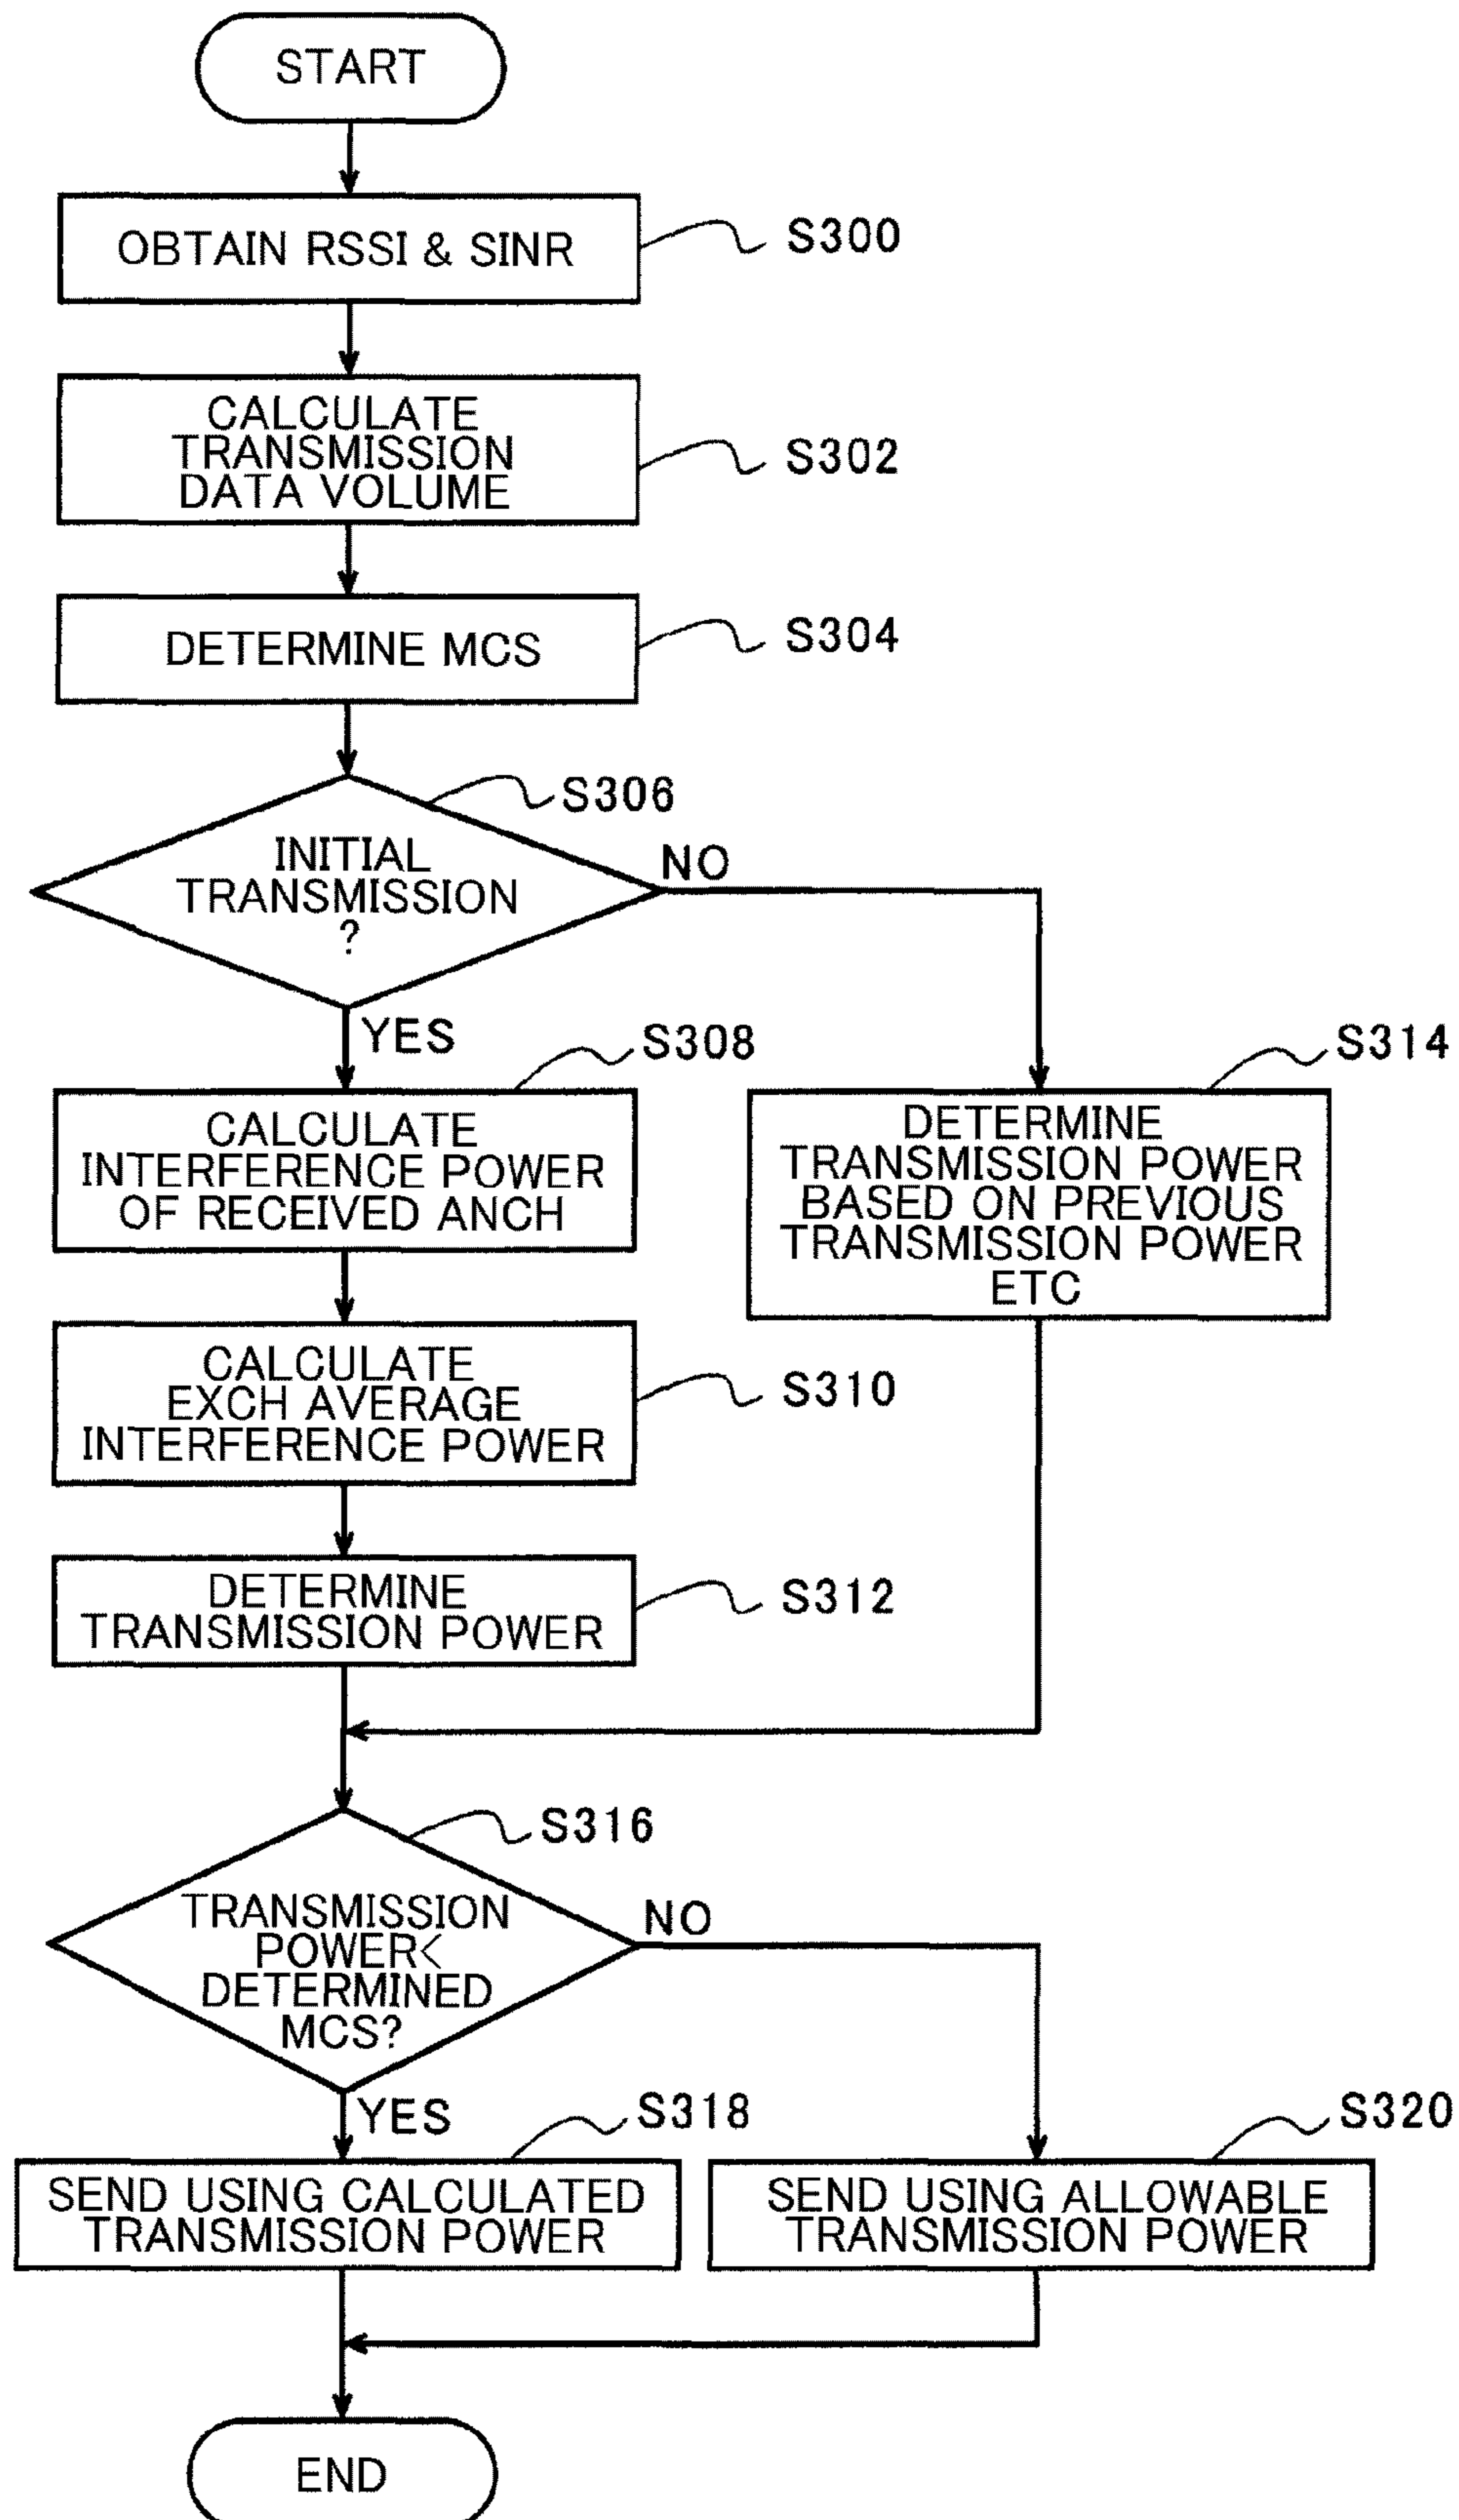 START
OBTAIN RSSI & SINR
S300
CALCULATE
TRANSMISSION
DATA VOLUME
S302
DETERMINE MCS
S304
S306
INITIAL
TRANSMISSION
?
NO
YES
S308
CALCULATE
INTERFERENCE POWER
OF RECEIVED ANCH
S314
DETERMINE
TRANSMISSION POWER
BASED ON PREVIOUS
TRANSMISSION POWER
ETC
CALCULATE
EXCH AVERAGE
INTERFERENCE POWER
S310
DETERMINE
TRANSMISSION POWER
S312
S316
TRANSMISSION
POWER<
DETERMINED
MCS?
NO
YES
S318
SEND USING CALCULATED
TRANSMISSION POWER
S320
SEND USING ALLOWABLE
TRANSMISSION POWER
END